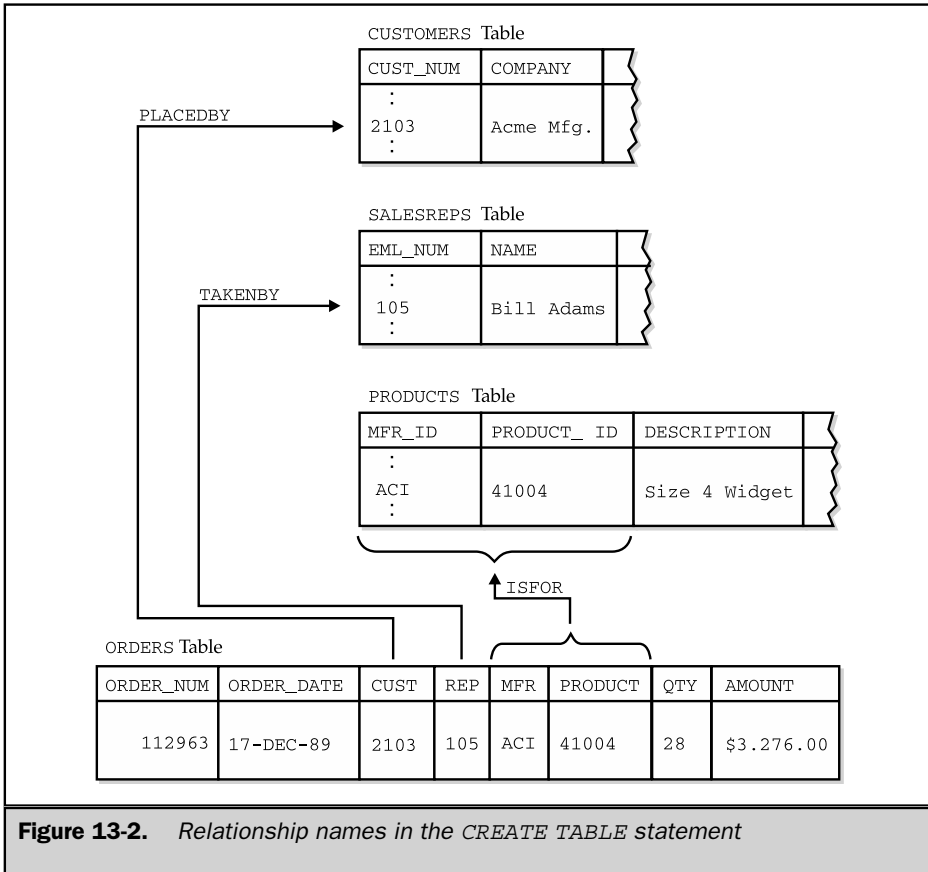 CUSTOMERS Table
CUST_NUM COMPANY
:
2103 Acme Mfg.
:
PLACEDBY
SALESREPS Table
EML_NUM NAME
:
105 Bill Adams
:
TAKENBY
PRODUCTS Table
MFR_ID PRODUCT_ ID DESCRIPTION
:
ACI 41004 Size 4 Widget
:
ISFOR
ORDERS Table
ORDER_NUM ORDER_DATE CUST REP MFR PRODUCT QTY AMOUNT
112963 17-DEC-89 2103 105 ACI 41004 28 $3.276.00
Figure 13-2. Relationship names in the CREATE TABLE statement